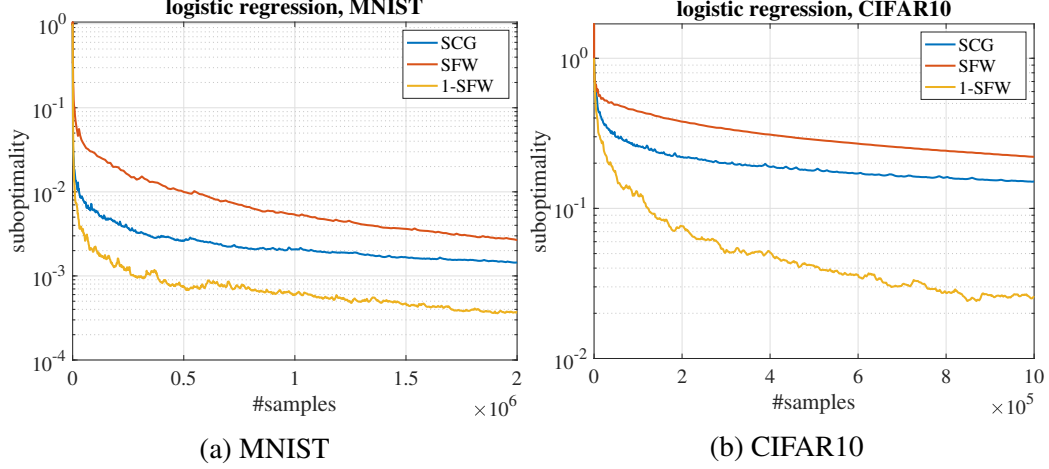 logistic regression, MNIST
SCG
SFW
1-SFW
suboptimality
10^0
10^-1
10^-2
10^-3
10^-4
0 0.5 1 1.5 2
#samples ×10^6
(a) MNIST
logistic regression, CIFAR10
SCG
SFW
1-SFW
suboptimality
10^0
10^-1
10^-2
0 2 4 6 8 10
#samples ×10^5
(b) CIFAR10